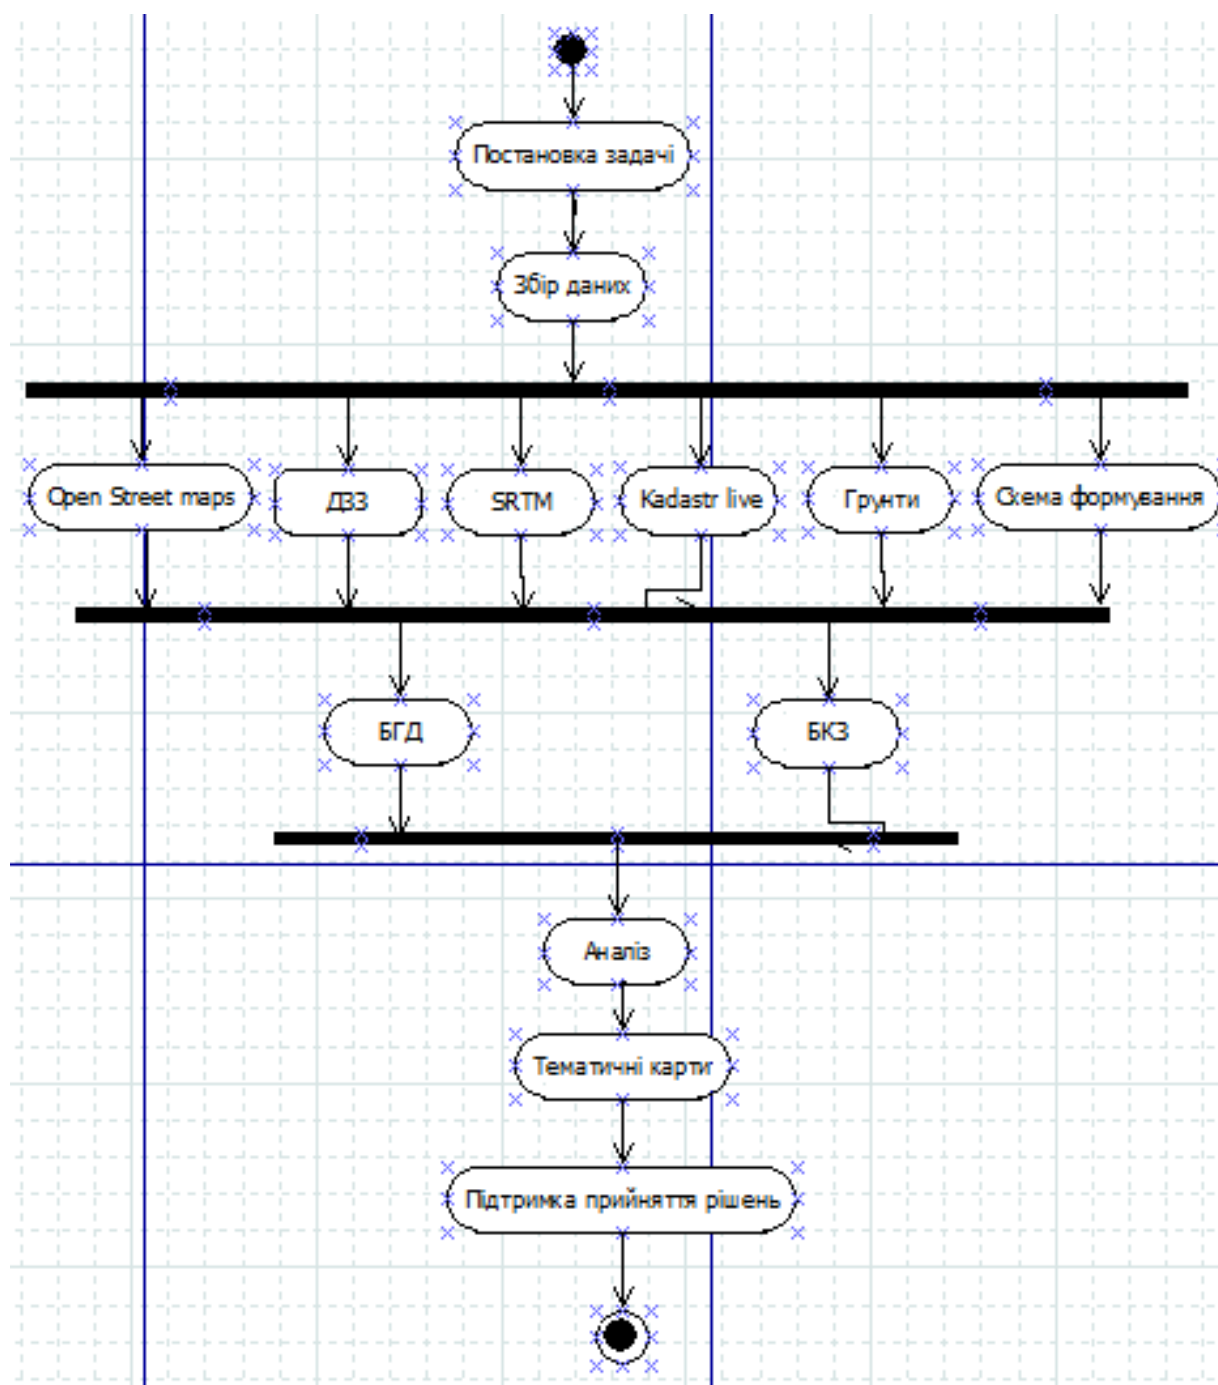 Постановка задачі
Збір даних
Open Street maps
ДЗЗ
SRTM
Kadastr live
Грунти
Схема формування
БГД
БКЗ
Аналіз
Тематичні карти
Підтримка прийняття рішень